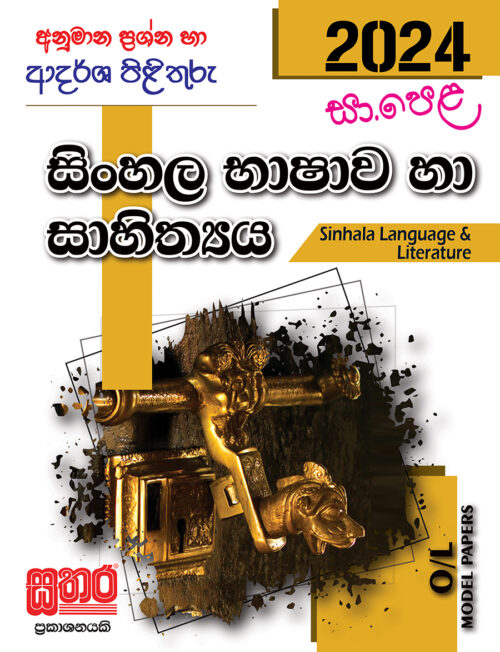 අනුමාන ප්‍රශ්න හා
ආදර්ශ පිළිතුරු
2024
සා.පෙළ
සිංහල භාෂාව හා
සාහිත්‍යය
Sinhala Language &
Literature
O/L
MODEL PAPERS
සතර
ප්‍රකාශනයකි